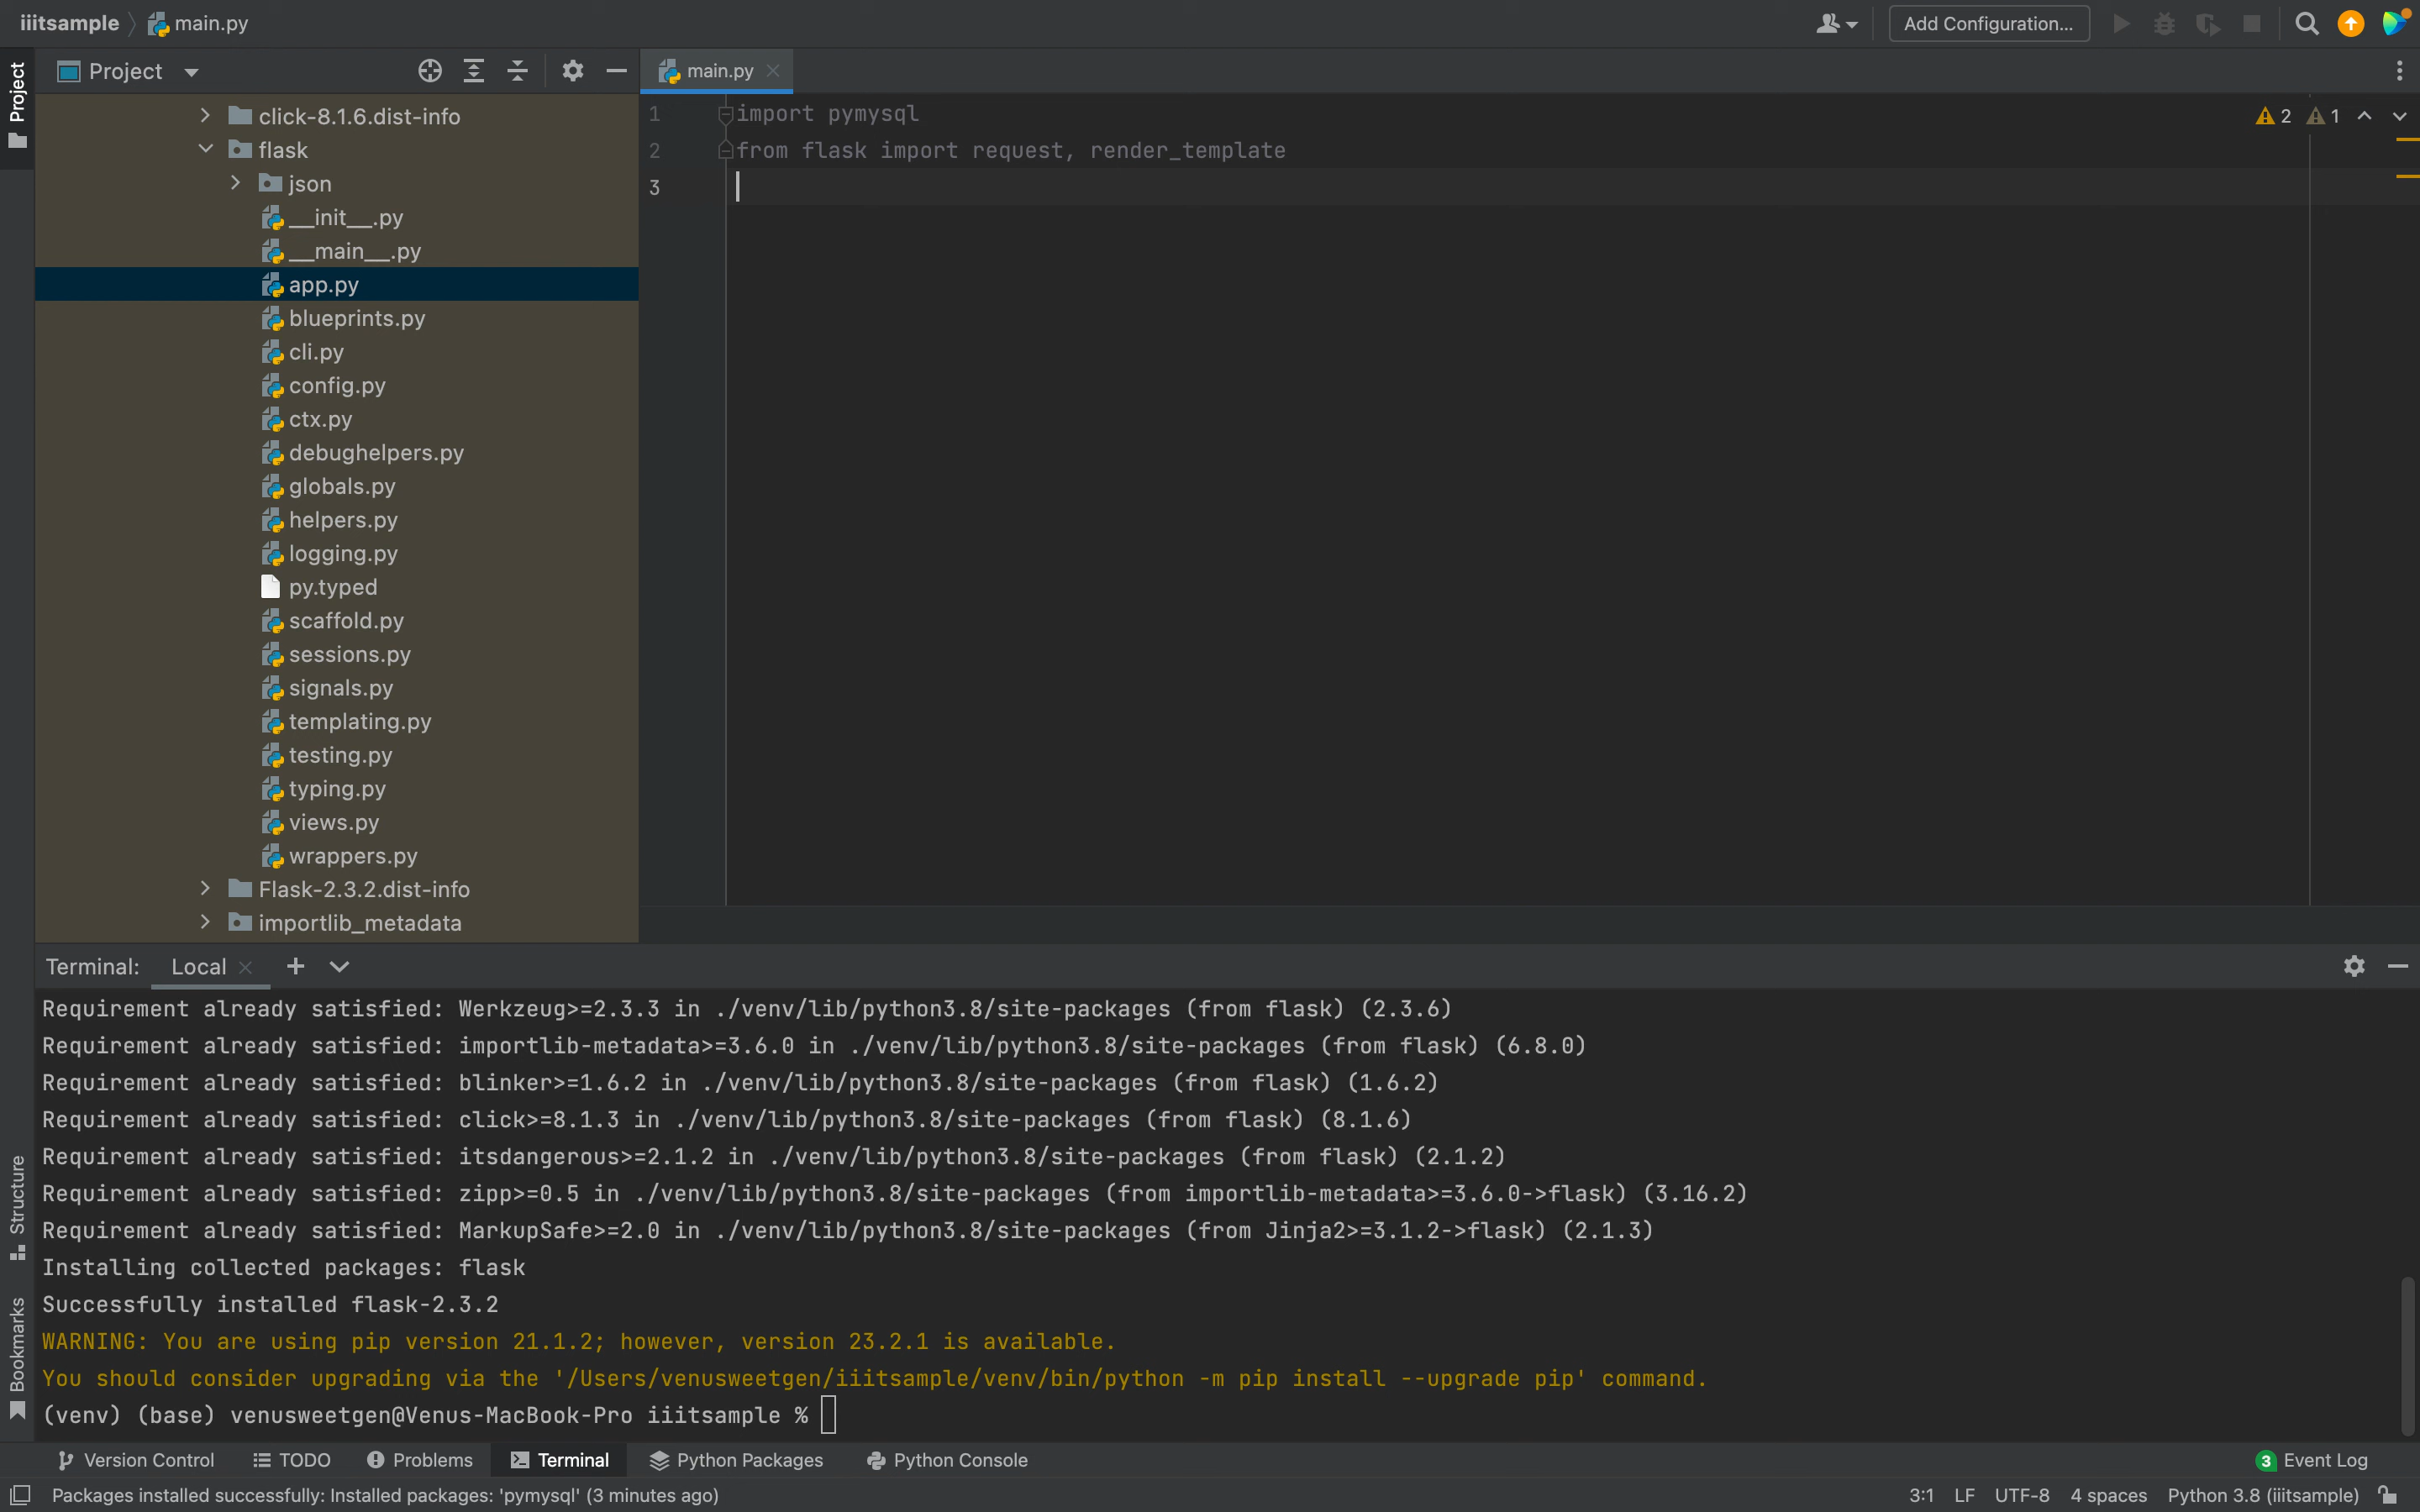 iiitsample
main.py
Add Configuration...
Project
Project
main.py
click-8.1.6.dist-info
flask
json
__init__.py
__main__.py
app.py
blueprints.py
cli.py
config.py
ctx.py
debughelpers.py
globals.py
helpers.py
logging.py
py.typed
scaffold.py
sessions.py
signals.py
templating.py
testing.py
typing.py
views.py
wrappers.py
Flask-2.3.2.dist-info
importlib_metadata
1 import pymysql
2 from flask import request, render_template
3
2 1
Terminal: Local
Requirement already satisfied: Werkzeug>=2.3.3 in ./venv/lib/python3.8/site-packages (from flask) (2.3.6)
Requirement already satisfied: importlib-metadata>=3.6.0 in ./venv/lib/python3.8/site-packages (from flask) (6.8.0)
Requirement already satisfied: blinker>=1.6.2 in ./venv/lib/python3.8/site-packages (from flask) (1.6.2)
Requirement already satisfied: click>=8.1.3 in ./venv/lib/python3.8/site-packages (from flask) (8.1.6)
Requirement already satisfied: itsdangerous>=2.1.2 in ./venv/lib/python3.8/site-packages (from flask) (2.1.2)
Requirement already satisfied: zipp>=0.5 in ./venv/lib/python3.8/site-packages (from importlib-metadata>=3.6.0->flask) (3.16.2)
Requirement already satisfied: MarkupSafe>=2.0 in ./venv/lib/python3.8/site-packages (from Jinja2>=3.1.2->flask) (2.1.3)
Installing collected packages: flask
Successfully installed flask-2.3.2
WARNING: You are using pip version 21.1.2; however, version 23.2.1 is available.
You should consider upgrading via the '/Users/venusweetgen/iiitsample/venv/bin/python -m pip install --upgrade pip' command.
(venv) (base) venusweetgen@Venus-MacBook-Pro iiitsample %
Structure
Bookmarks
Version Control TODO Problems Terminal Python Packages Python Console 3 Event Log
Packages installed successfully: Installed packages: 'pymysql' (3 minutes ago) 3:1 LF UTF-8 4 spaces Python 3.8 (iiitsample)